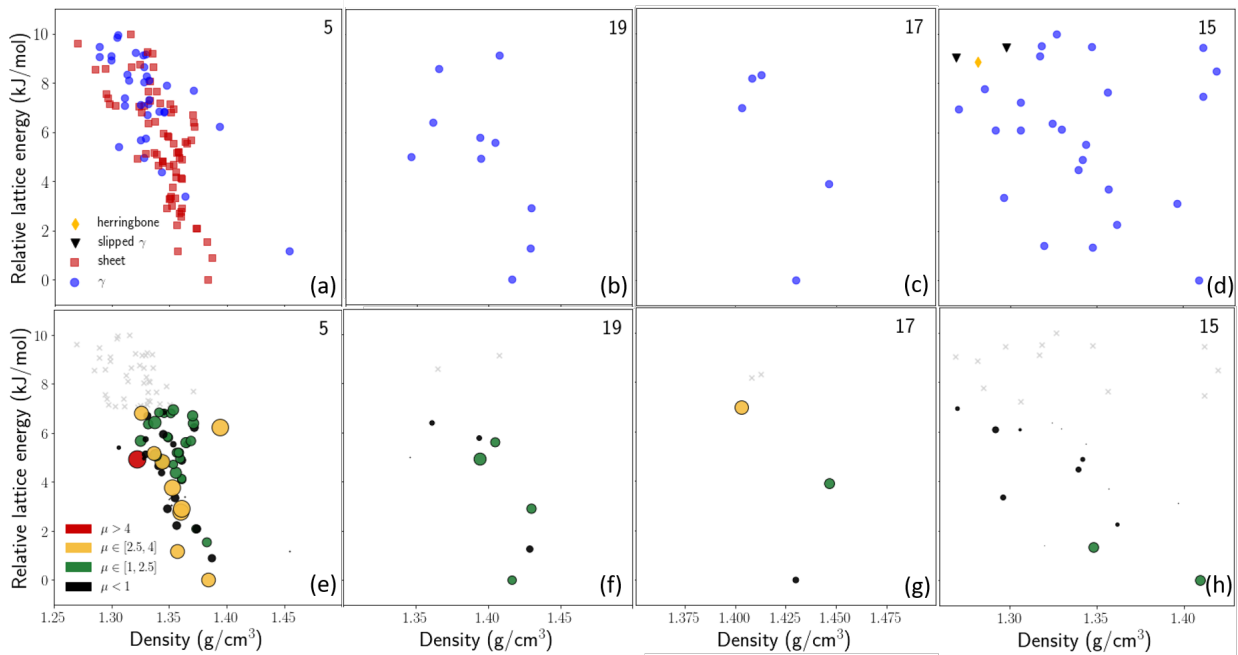 5
19
17
15
10
8
6
4
2
0
Relative lattice energy (kJ/mol)
herringbone
slipped γ
sheet
γ
(a)
(b)
(c)
(d)
5
19
17
15
10
8
6
4
2
0
Relative lattice energy (kJ/mol)
μ > 4
μ ∈ [2.5, 4]
μ ∈ [1, 2.5]
μ < 1
(e)
(f)
(g)
(h)
1.25 1.30 1.35 1.40 1.45
1.35 1.40 1.45
1.375 1.400 1.425 1.450 1.475
1.30 1.35 1.40
Density (g/cm³)
Density (g/cm³)
Density (g/cm³)
Density (g/cm³)